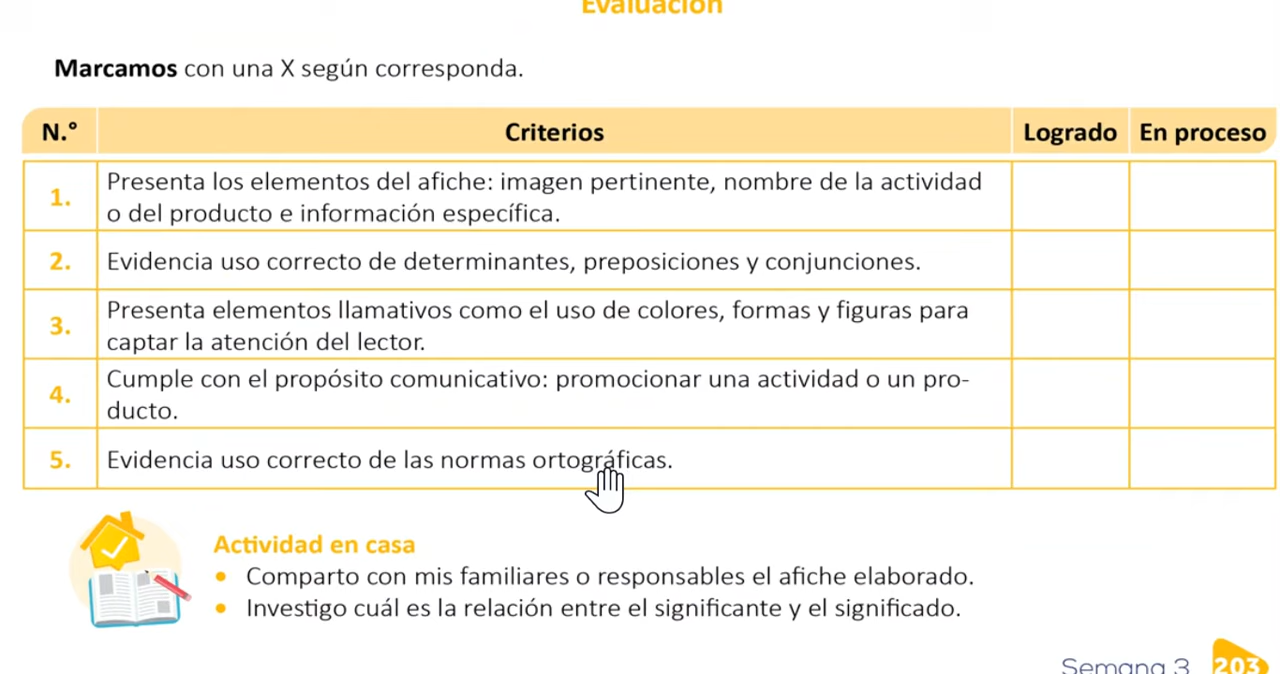 Evaluación
Marcamos con una X según corresponda.
N.° Criterios Logrado En proceso
1. Presenta los elementos del afiche: imagen pertinente, nombre de la actividad
o del producto e información específica.
2. Evidencia uso correcto de determinantes, preposiciones y conjunciones.
3. Presenta elementos llamativos como el uso de colores, formas y figuras para
captar la atención del lector.
4. Cumple con el propósito comunicativo: promocionar una actividad o un pro-
ducto.
5. Evidencia uso correcto de las normas ortográficas.
Actividad en casa
• Comparto con mis familiares o responsables el afiche elaborado.
• Investigo cuál es la relación entre el significante y el significado.
Semana 3 203